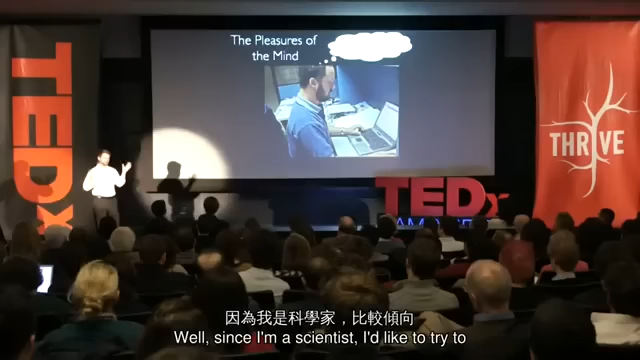 TEDx
The Pleasures of
the Mind
THRIVE
TEDx
因為我是科學家，比較傾向
Well, since I'm a scientist, I'd like to try to